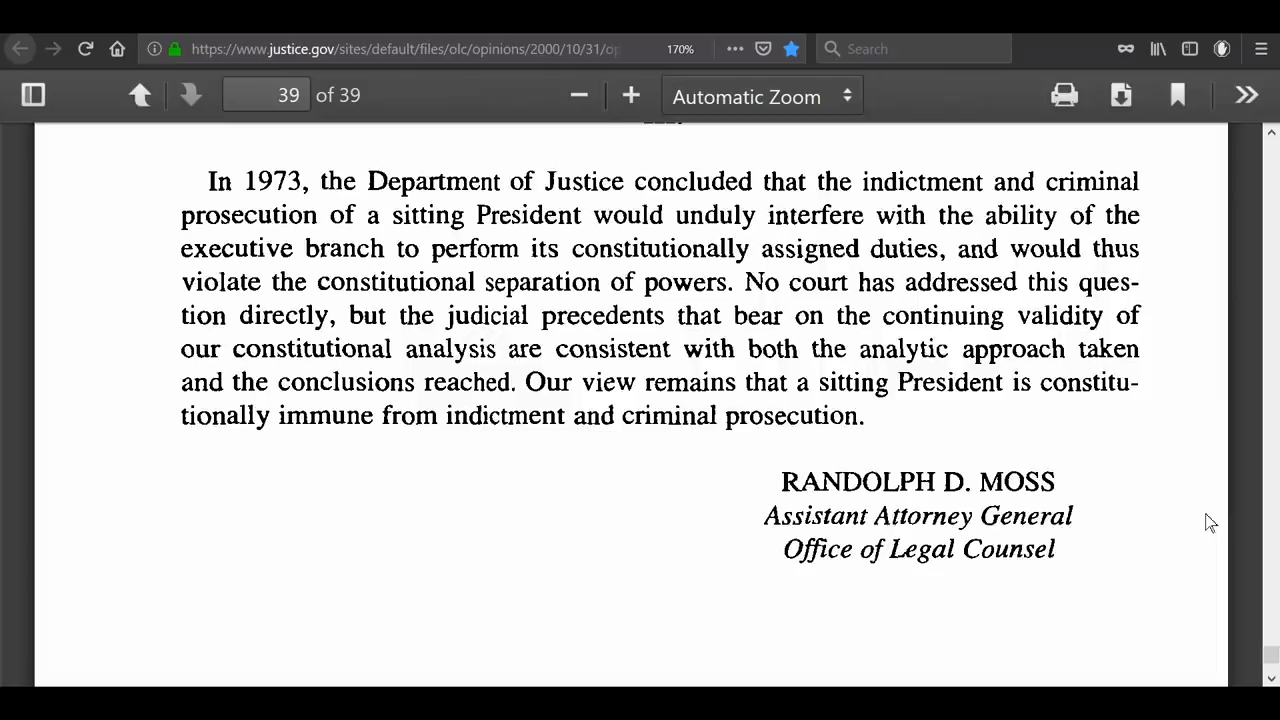 https://www.justice.gov/sites/default/files/olc/opinions/2000/10/31/op
170%
Search
39 of 39
Automatic Zoom
In 1973, the Department of Justice concluded that the indictment and criminal
prosecution of a sitting President would unduly interfere with the ability of the
executive branch to perform its constitutionally assigned duties, and would thus
violate the constitutional separation of powers. No court has addressed this ques-
tion directly, but the judicial precedents that bear on the continuing validity of
our constitutional analysis are consistent with both the analytic approach taken
and the conclusions reached. Our view remains that a sitting President is constitu-
tionally immune from indictment and criminal prosecution.
RANDOLPH D. MOSS
Assistant Attorney General
Office of Legal Counsel